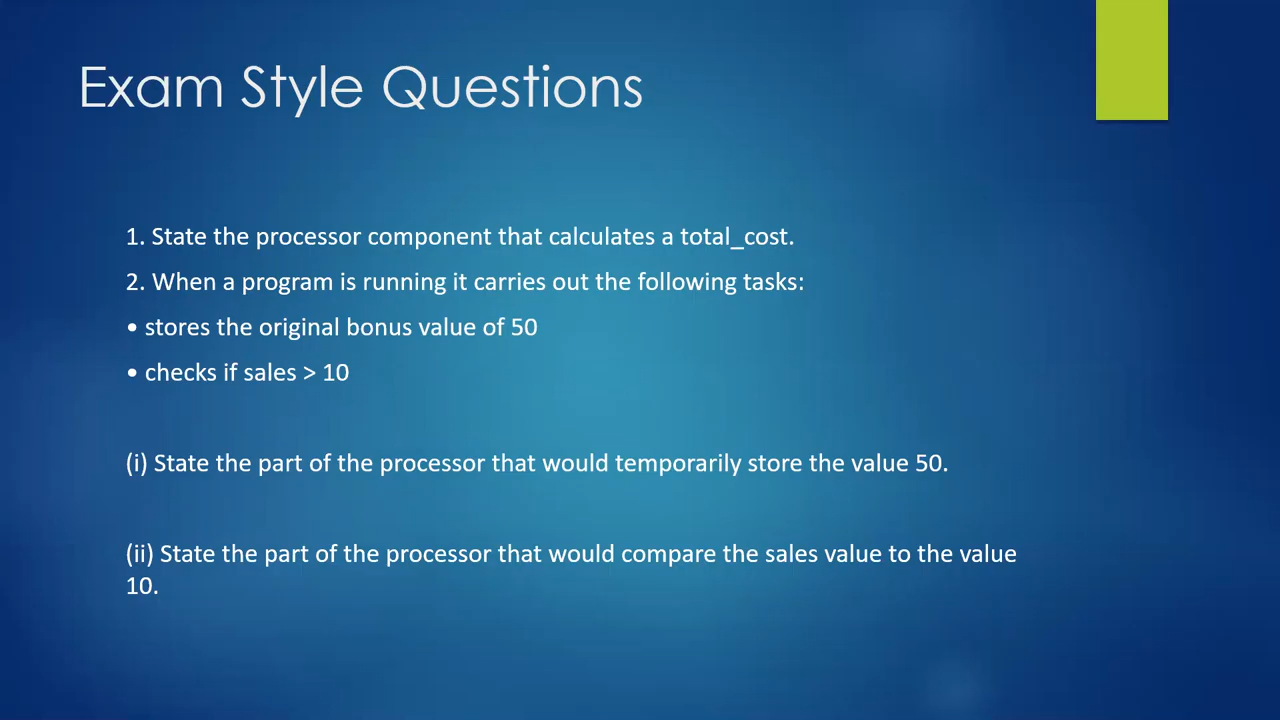 Exam Style Questions
1. State the processor component that calculates a total_cost.
2. When a program is running it carries out the following tasks:
• stores the original bonus value of 50
• checks if sales > 10
(i) State the part of the processor that would temporarily store the value 50.
(ii) State the part of the processor that would compare the sales value to the value
10.